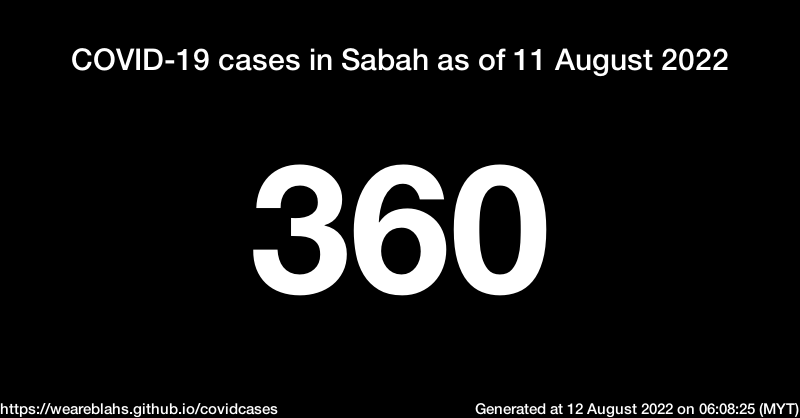 COVID-19 cases in Sabah as of 11 August 2022
360
https://weareblahs.github.io/covidcases
Generated at 12 August 2022 on 06:08:25 (MYT)